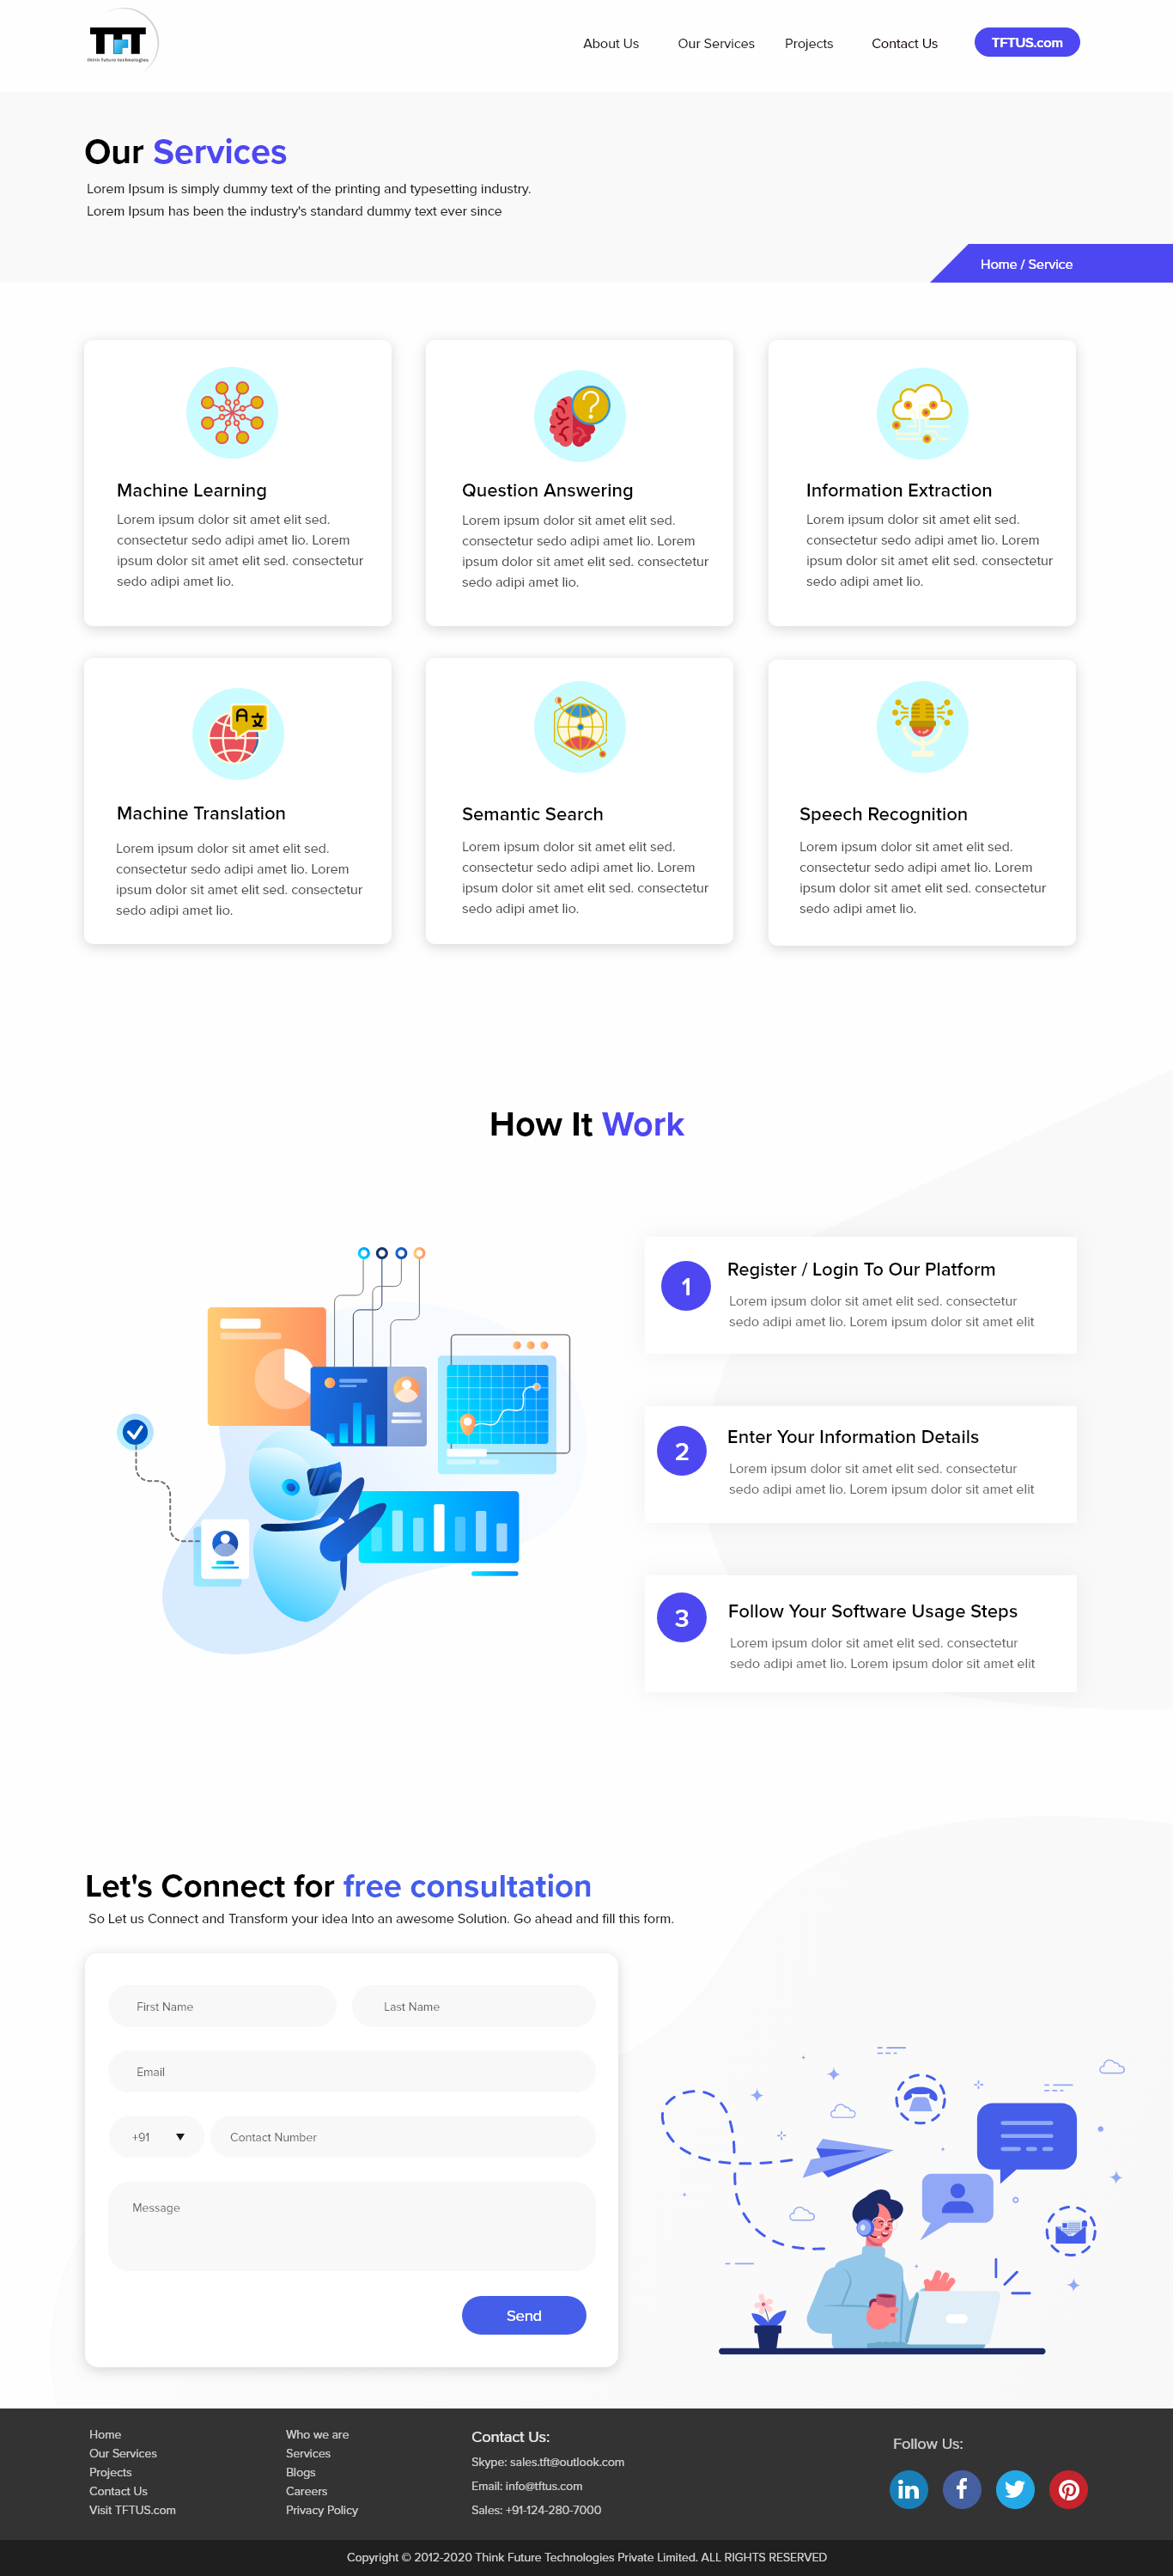 TFT
think future technologies
About Us
Our Services
Projects
Contact Us
TFTUS.com
Our Services
Lorem Ipsum is simply dummy text of the printing and typesetting industry.
Lorem Ipsum has been the industry's standard dummy text ever since
Home / Service
Machine Learning
Lorem ipsum dolor sit amet elit sed.
consectetur sedo adipi amet lio. Lorem
ipsum dolor sit amet elit sed. consectetur
sedo adipi amet lio.
?
Question Answering
Lorem ipsum dolor sit amet elit sed.
consectetur sedo adipi amet lio. Lorem
ipsum dolor sit amet elit sed. consectetur
sedo adipi amet lio.
Information Extraction
Lorem ipsum dolor sit amet elit sed.
consectetur sedo adipi amet lio. Lorem
ipsum dolor sit amet elit sed. consectetur
sedo adipi amet lio.
A 文
Machine Translation
Lorem ipsum dolor sit amet elit sed.
consectetur sedo adipi amet lio. Lorem
ipsum dolor sit amet elit sed. consectetur
sedo adipi amet lio.
Semantic Search
Lorem ipsum dolor sit amet elit sed.
consectetur sedo adipi amet lio. Lorem
ipsum dolor sit amet elit sed. consectetur
sedo adipi amet lio.
Speech Recognition
Lorem ipsum dolor sit amet elit sed.
consectetur sedo adipi amet lio. Lorem
ipsum dolor sit amet elit sed. consectetur
sedo adipi amet lio.
How It Work
1
Register / Login To Our Platform
Lorem ipsum dolor sit amet elit sed. consectetur
sedo adipi amet lio. Lorem ipsum dolor sit amet elit
2
Enter Your Information Details
Lorem ipsum dolor sit amet elit sed. consectetur
sedo adipi amet lio. Lorem ipsum dolor sit amet elit
3
Follow Your Software Usage Steps
Lorem ipsum dolor sit amet elit sed. consectetur
sedo adipi amet lio. Lorem ipsum dolor sit amet elit
Let's Connect for free consultation
So Let us Connect and Transform your idea Into an awesome Solution. Go ahead and fill this form.
First Name
Last Name
Email
+91
Contact Number
Message
Send
Home
Our Services
Projects
Contact Us
Visit TFTUS.com
Who we are
Services
Blogs
Careers
Privacy Policy
Contact Us:
Skype: sales.tft@outlook.com
Email: info@tftus.com
Sales: +91-124-280-7000
Follow Us:
in
f
Copyright © 2012-2020 Think Future Technologies Private Limited. ALL RIGHTS RESERVED